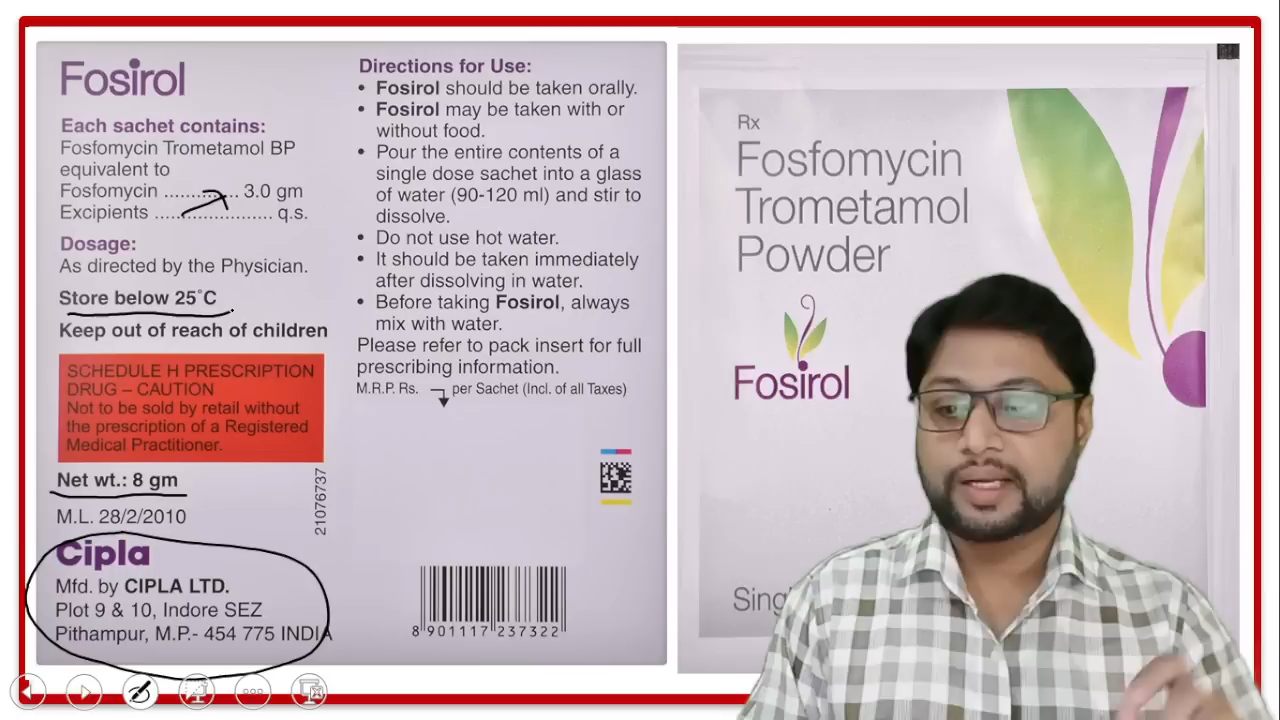 Fosirol
Each sachet contains:
Fosfomycin Trometamol BP
equivalent to
Fosfomycin .............. 3.0 gm
Excipients ...................... q.s.
Dosage:
As directed by the Physician.
Store below 25°C
Keep out of reach of children
SCHEDULE H PRESCRIPTION
DRUG – CAUTION
Not to be sold by retail without
the prescription of a Registered
Medical Practitioner.
Net wt.: 8 gm
M.L. 28/2/2010
21076737
Cipla
Mfd. by CIPLA LTD.
Plot 9 & 10, Indore SEZ
Pithampur, M.P.- 454 775 INDIA
Directions for Use:
• Fosirol should be taken orally.
• Fosirol may be taken with or
without food.
• Pour the entire contents of a
single dose sachet into a glass
of water (90-120 ml) and stir to
dissolve.
• Do not use hot water.
• It should be taken immediately
after dissolving in water.
• Before taking Fosirol, always
mix with water.
Please refer to pack insert for full
prescribing information.
M.R.P. Rs. per Sachet (Incl. of all Taxes)
8 901117 237322
Rx
Fosfomycin
Trometamol
Powder
Fosirol